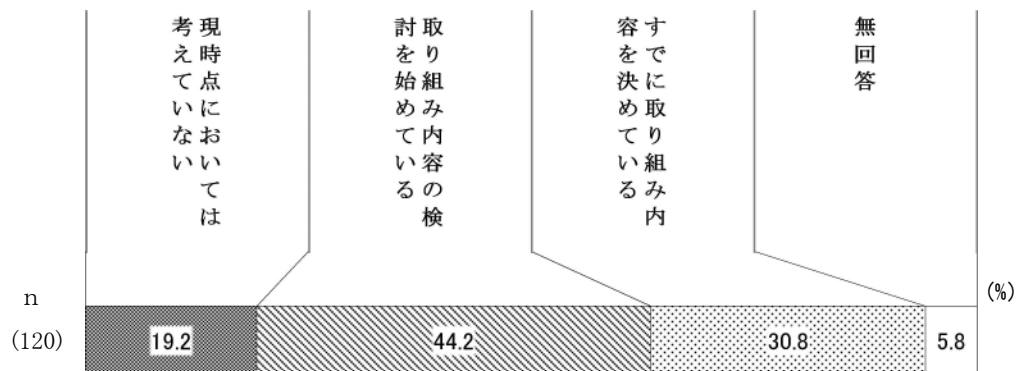 現時点においては
考えていない
取り組み内容の検
討を始めている
すでに取り組み内
容を決めている
無回答
(%)
n
(120)
19.2
44.2
30.8
5.8